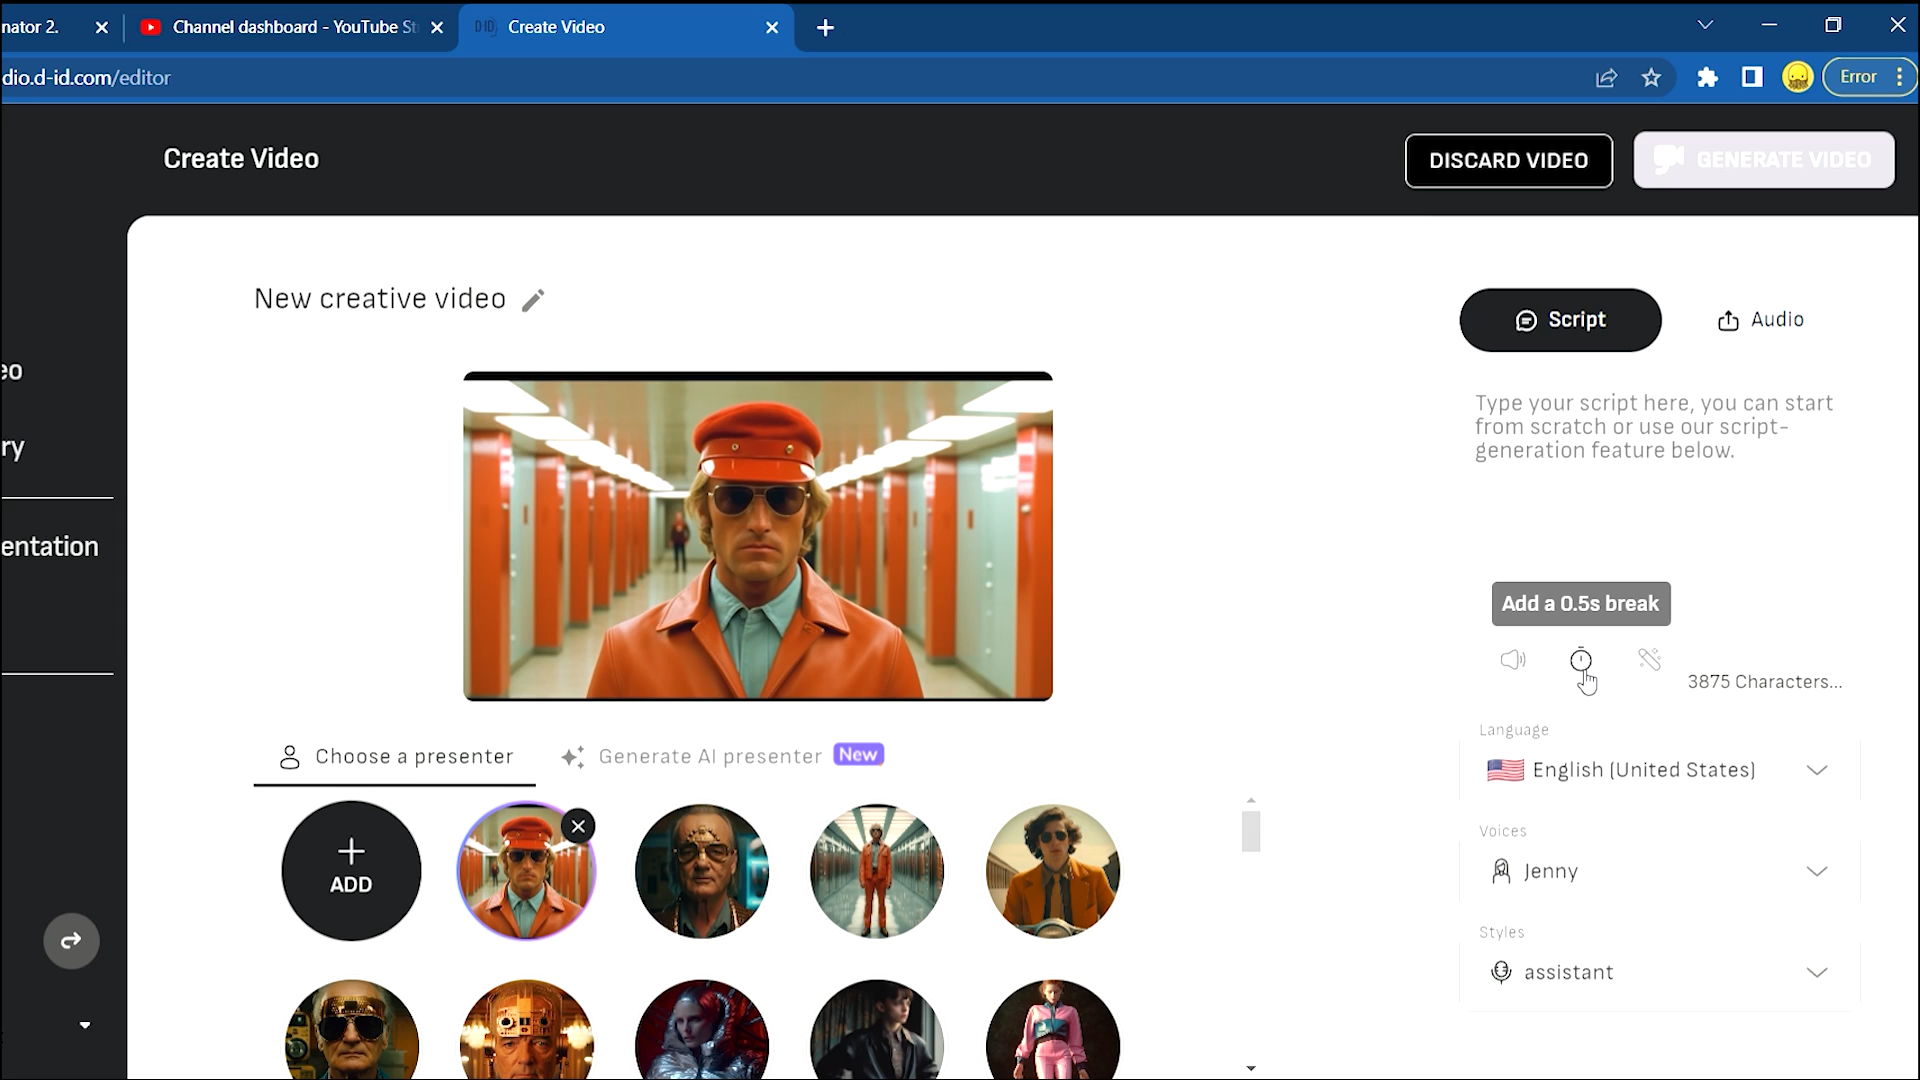 nator 2.
Channel dashboard - YouTube St
D-ID
Create Video
dio.d-id.com/editor
Error
Create Video
DISCARD VIDEO
GENERATE VIDEO
New creative video
Script
Audio
Type your script here, you can start
from scratch or use our script-
generation feature below.
eo
ry
entation
Add a 0.5s break
3875 Characters...
Language
English (United States)
Voices
Jenny
Styles
assistant
Choose a presenter
Generate AI presenter
New
ADD